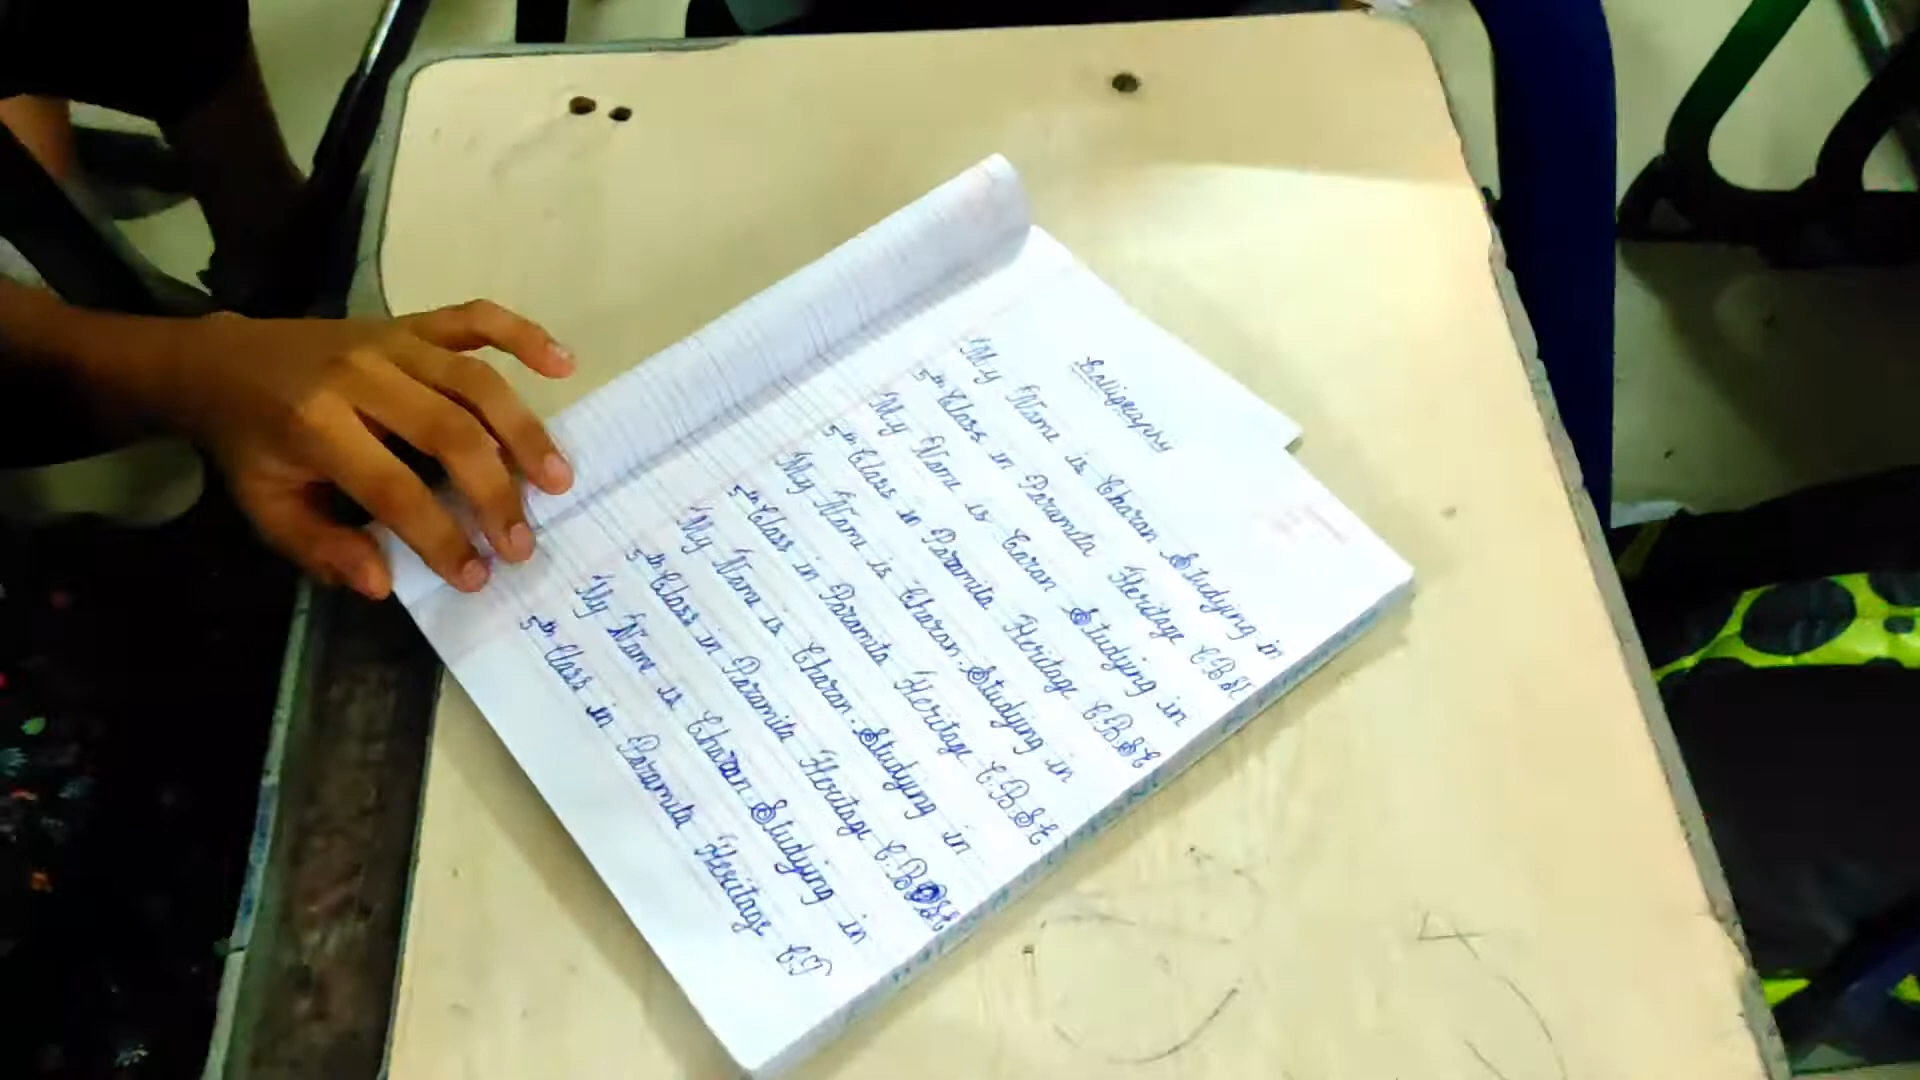 Calligraphy
My Name is Charan Studying in
5th Class in Paramita Heritage C.B.S.E
My Name is Caran Studying in
5th Class in Paramita Heritage C.B.S.E
My Name is Charan. Studying in
5th Class in Paramita Heritage C.B.S.E
My Name is Charan. Studying in
5th Class in Paramita Heritage C.B.S.E
My Name is Charan Studying in
5th Class in Paramita Heritage C.B